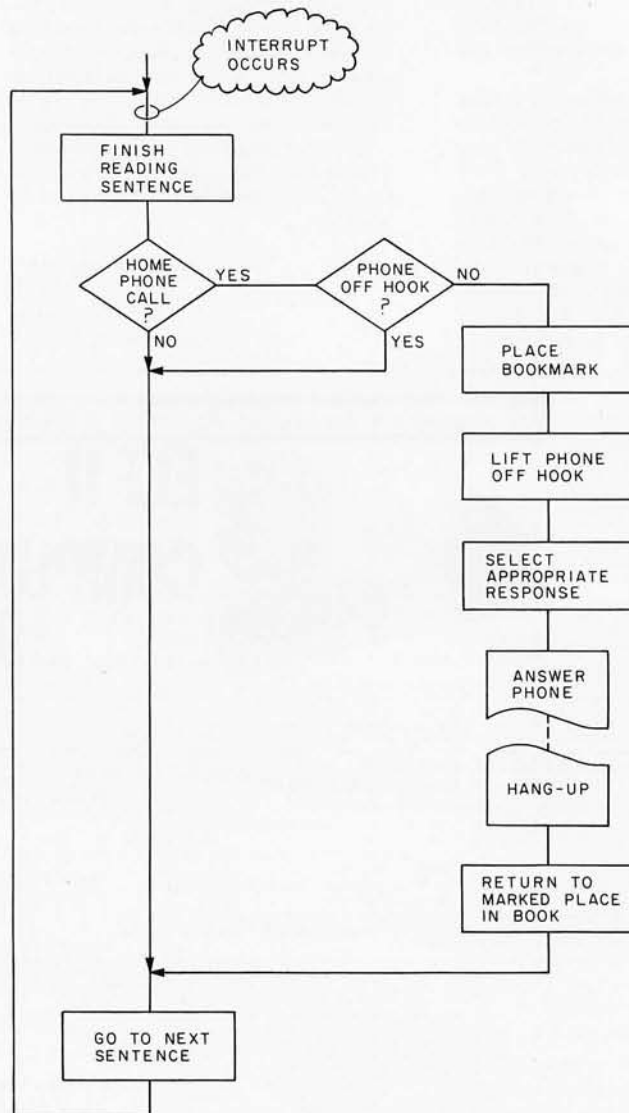 INTERRUPT
OCCURS
FINISH
READING
SENTENCE
HOME
PHONE
CALL
?
YES
NO
PHONE
OFF HOOK
?
NO
YES
PLACE
BOOKMARK
LIFT PHONE
OFF HOOK
SELECT
APPROPRIATE
RESPONSE
ANSWER
PHONE
HANG-UP
RETURN TO
MARKED PLACE
IN BOOK
GO TO NEXT
SENTENCE